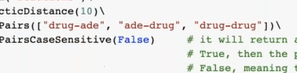 cticDistance(10)\
Pairs(["drug-ade", "ade-drug", "drug-drug"])\
PairsCaseSensitive(False) # it will return a
# True, then the p
# False, meaning t